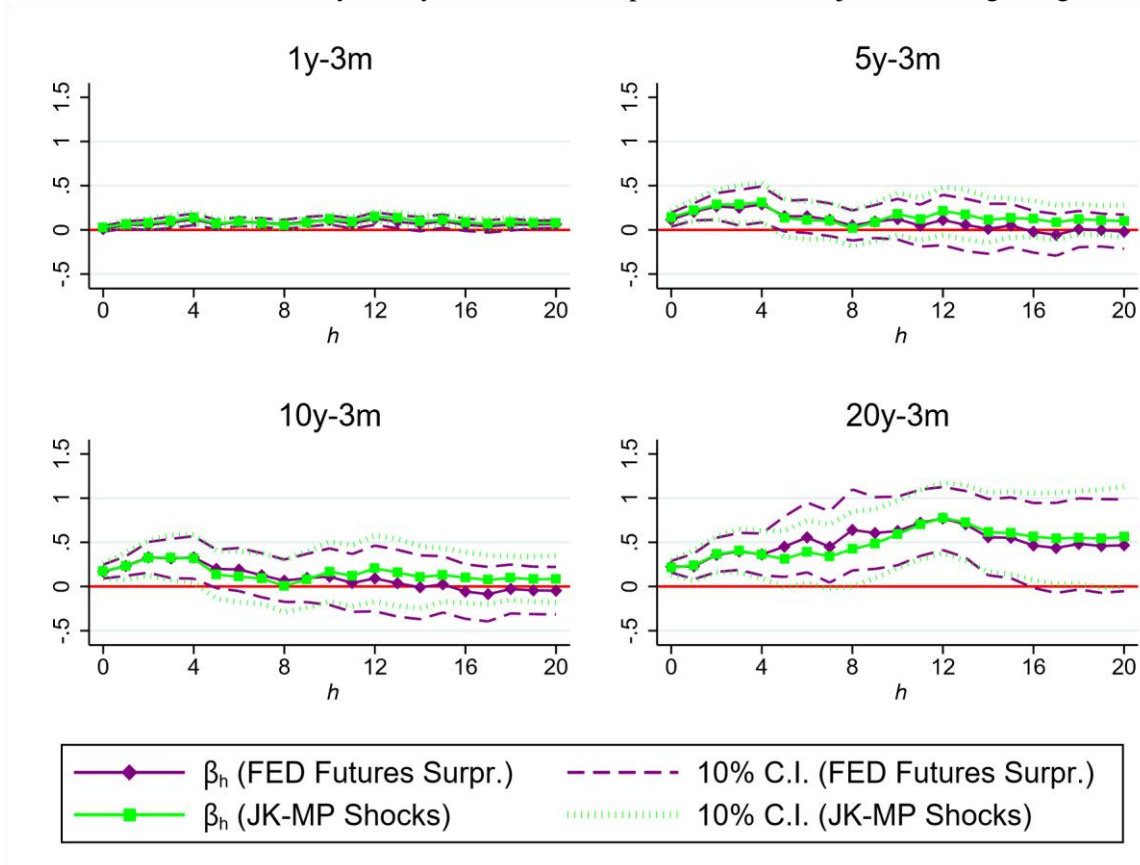 1y-3m
1.5
1
.5
0
-.5
0 4 8 12 16 20
h
5y-3m
1.5
1
.5
0
-.5
0 4 8 12 16 20
h
10y-3m
1.5
1
.5
0
-.5
0 4 8 12 16 20
h
20y-3m
1.5
1
.5
0
-.5
0 4 8 12 16 20
h
βh (FED Futures Surpr.)
10% C.I. (FED Futures Surpr.)
βh (JK-MP Shocks)
10% C.I. (JK-MP Shocks)